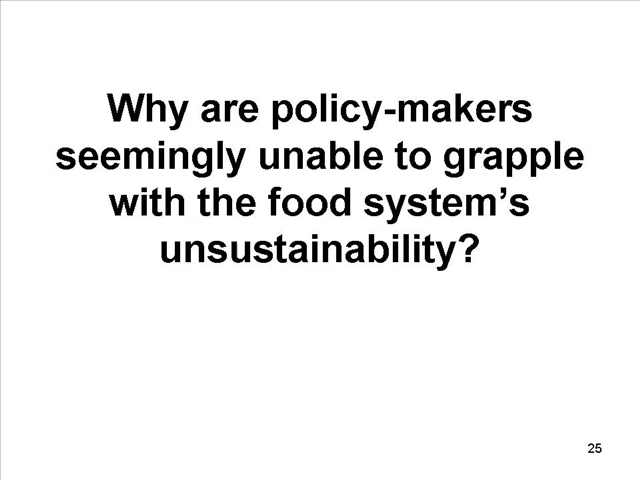 Why are policy-makers
seemingly unable to grapple
with the food system’s
unsustainability?
25